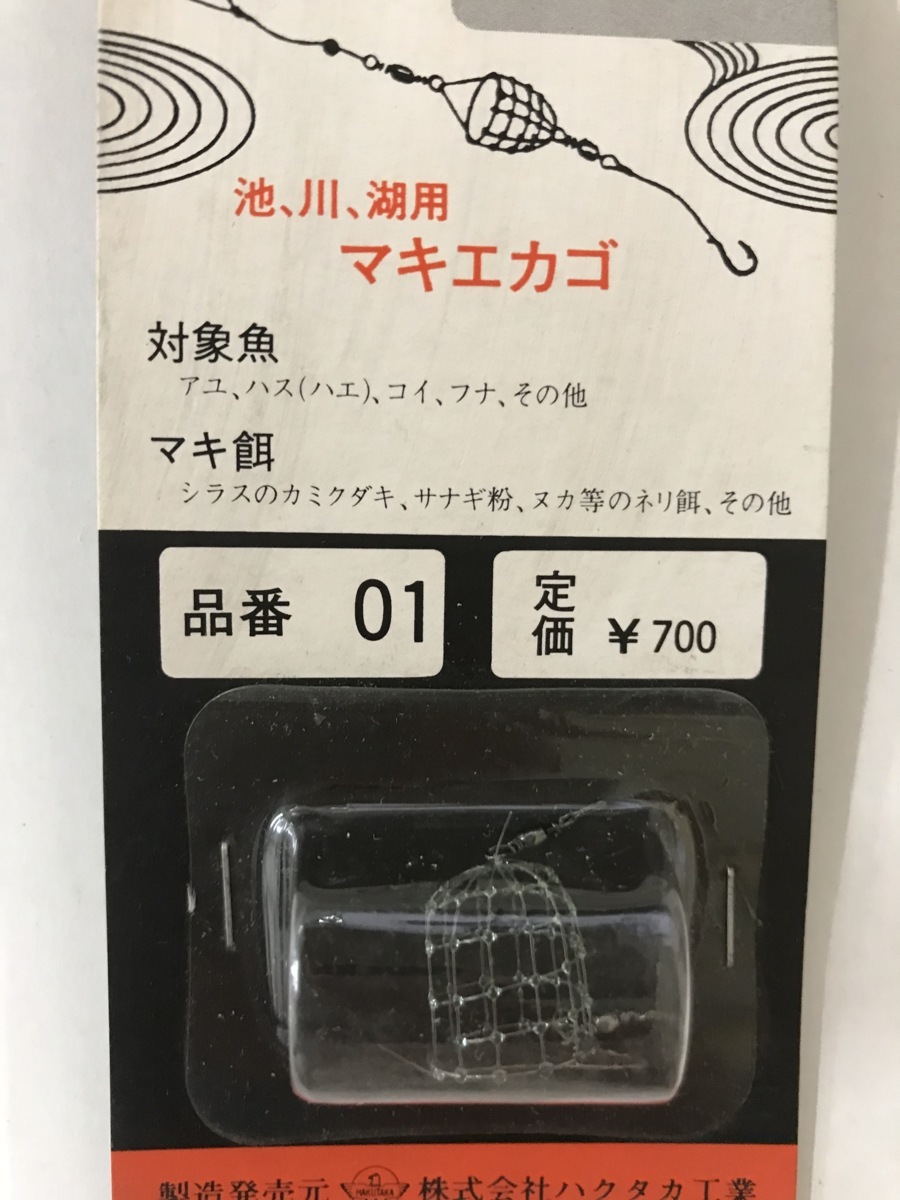 池、川、湖用
マキエカゴ
対象魚
アユ、ハス(ハエ)、コイ、フナ、その他
マキ餌
シラスのカミクダキ、サナギ粉、ヌカ等のネリ餌、その他
品番 01
定価 ¥700
製造発売元 HAKUTAKA 株式会社ハクタカ工業